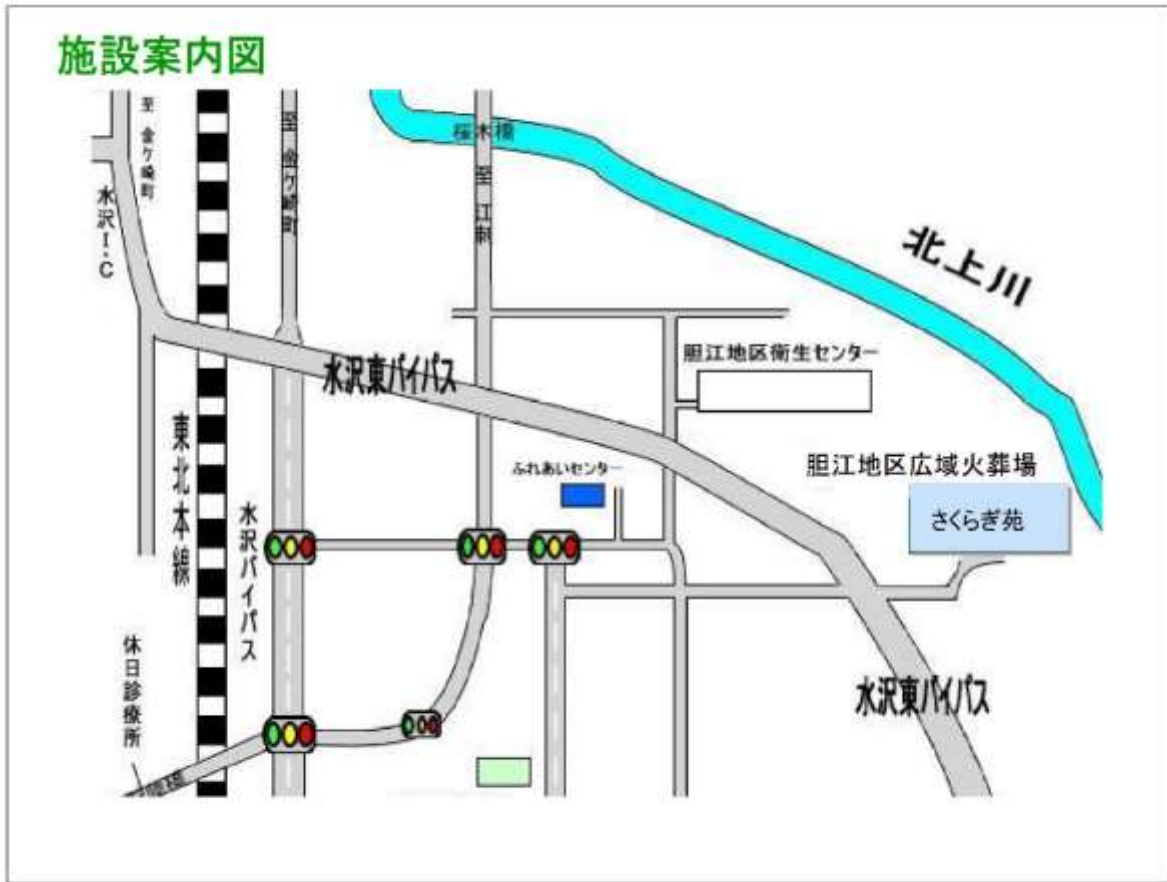 施設案内図
至 金ケ崎町
至 金ケ崎町
桜木橋
至 江刺
水沢I・C
北上川
水沢東バイパス
胆江地区衛生センター
東北本線
ふれあいセンター
胆江地区広域火葬場
さくらぎ苑
水沢バイパス
休日診療所
水沢東バイパス